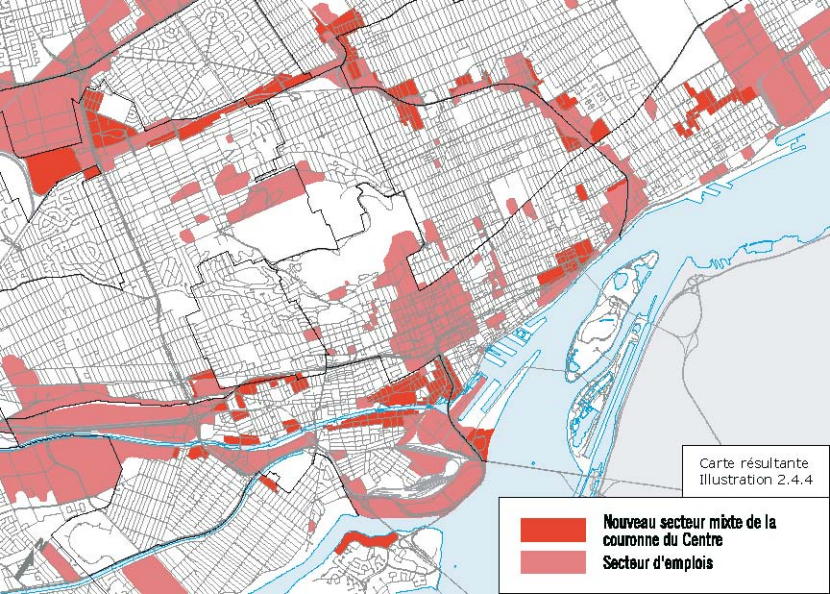 Carte résultante
Illustration 2.4.4
Nouveau secteur mixte de la
couronne du Centre
Secteur d'emplois